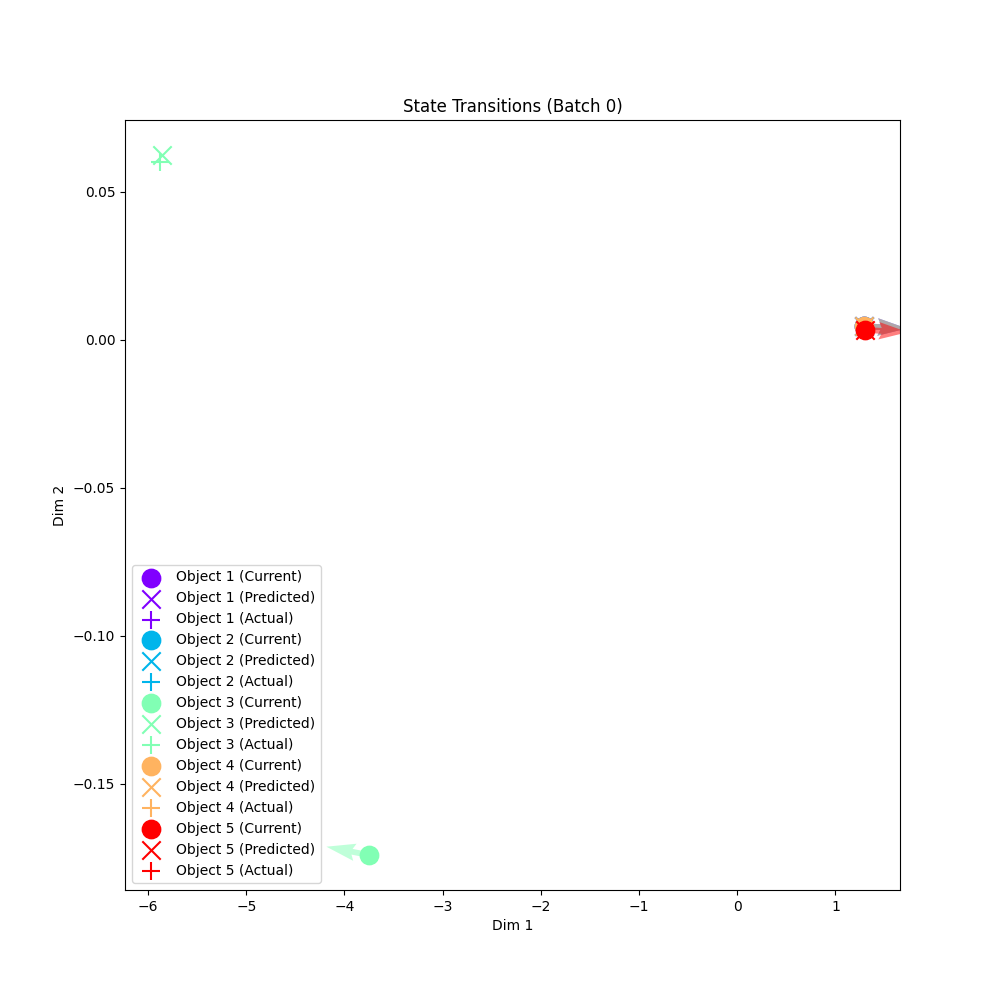 State Transitions (Batch 0)
0.05
0.00
−0.05
−0.10
−0.15
Dim 2
Object 1 (Current)
Object 1 (Predicted)
Object 1 (Actual)
Object 2 (Current)
Object 2 (Predicted)
Object 2 (Actual)
Object 3 (Current)
Object 3 (Predicted)
Object 3 (Actual)
Object 4 (Current)
Object 4 (Predicted)
Object 4 (Actual)
Object 5 (Current)
Object 5 (Predicted)
Object 5 (Actual)
−6 −5 −4 −3 −2 −1 0 1
Dim 1